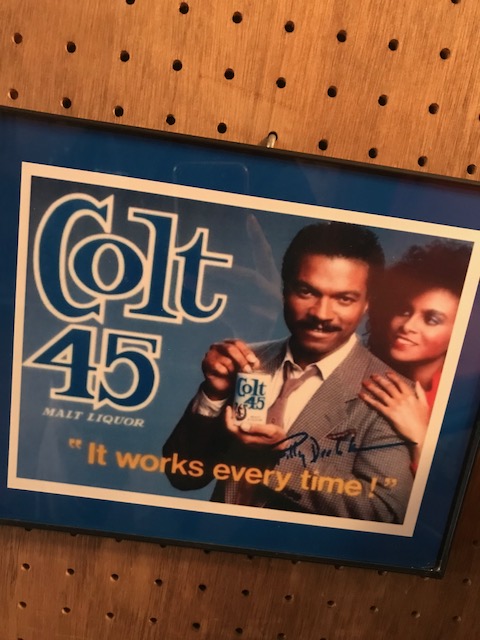 Colt
45
MALT LIQUOR
Colt
45
"It works every time!"